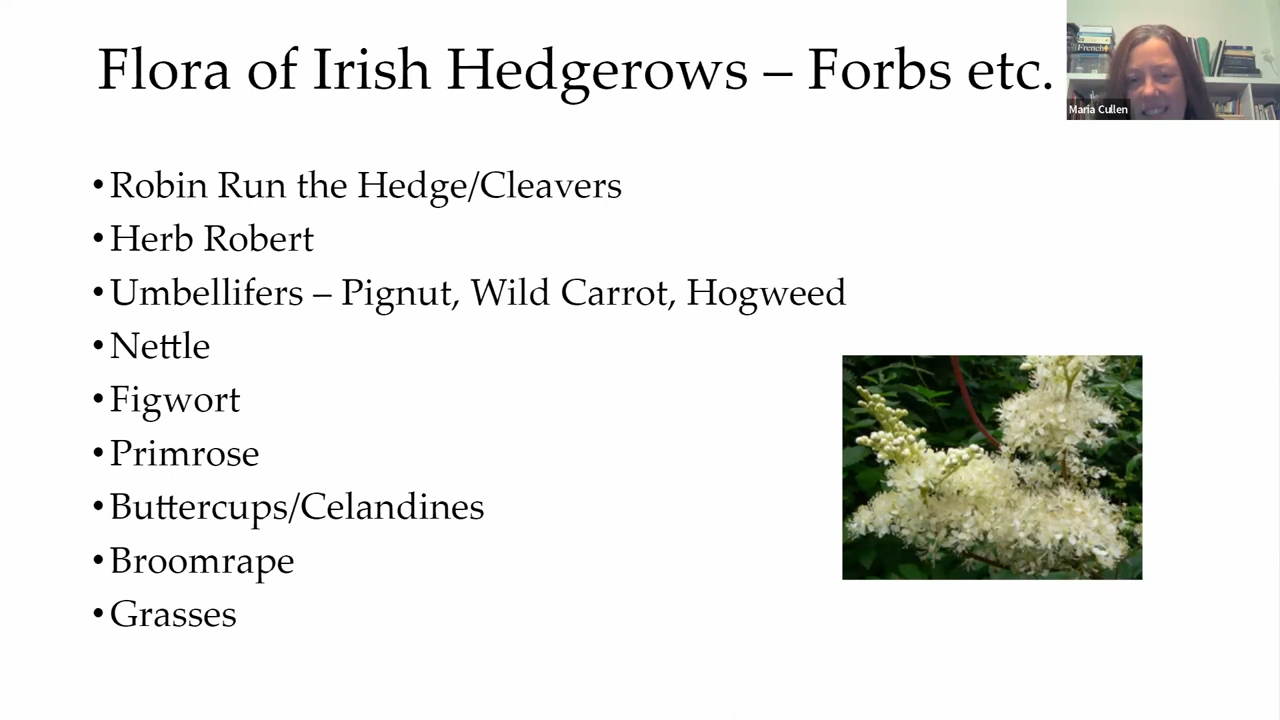 Flora of Irish Hedgerows – Forbs etc.
French
Maria Cullen
•Robin Run the Hedge/Cleavers
•Herb Robert
•Umbellifers – Pignut, Wild Carrot, Hogweed
•Nettle
•Figwort
•Primrose
•Buttercups/Celandines
•Broomrape
•Grasses